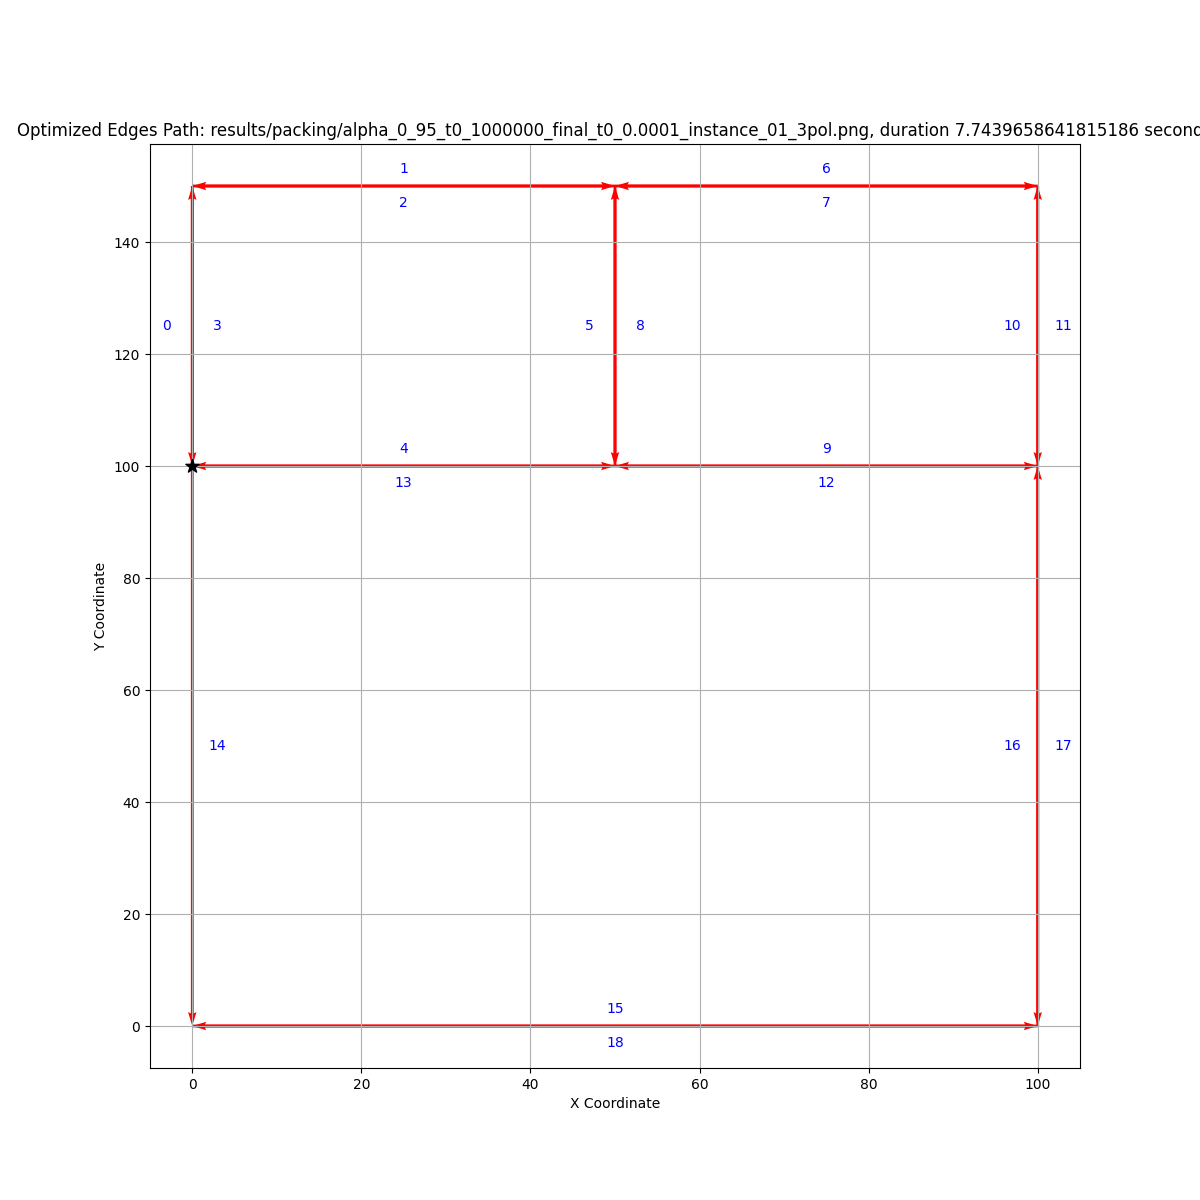 Optimized Edges Path: results/packing/alpha_0_95_t0_1000000_final_t0_0.0001_instance_01_3pol.png, duration 7.7439658641815186 second
1 6
2 7
140
0 3 5 8 10 11
120
4 9
100
13 12
80
Y Coordinate
60
14 16 17
40
20
15
0
18
0 20 40 60 80 100
X Coordinate